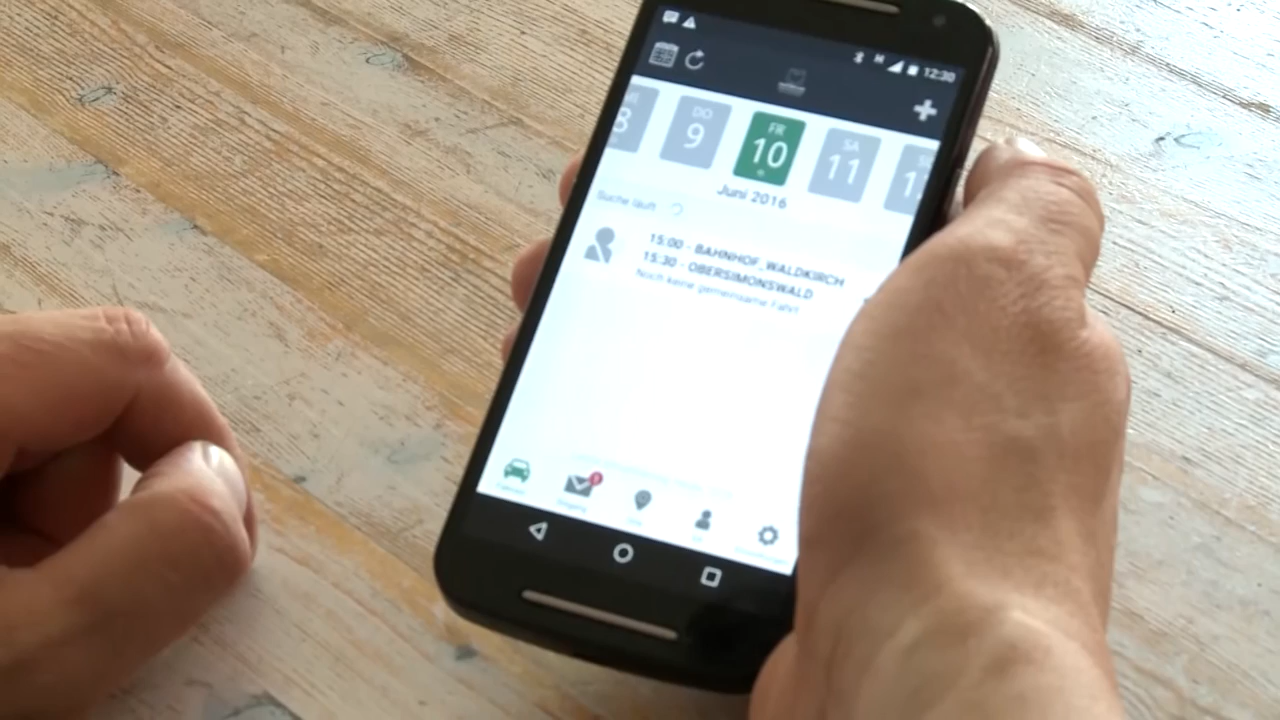 12:30
8
DO
9
FR
10
SA
11
Juni 2016
Suche läuft
15:00 - BAHNHOF_WALDKIRCH
15:30 - OBERSIMONSWALD
Noch keine gemeinsame Fahrt